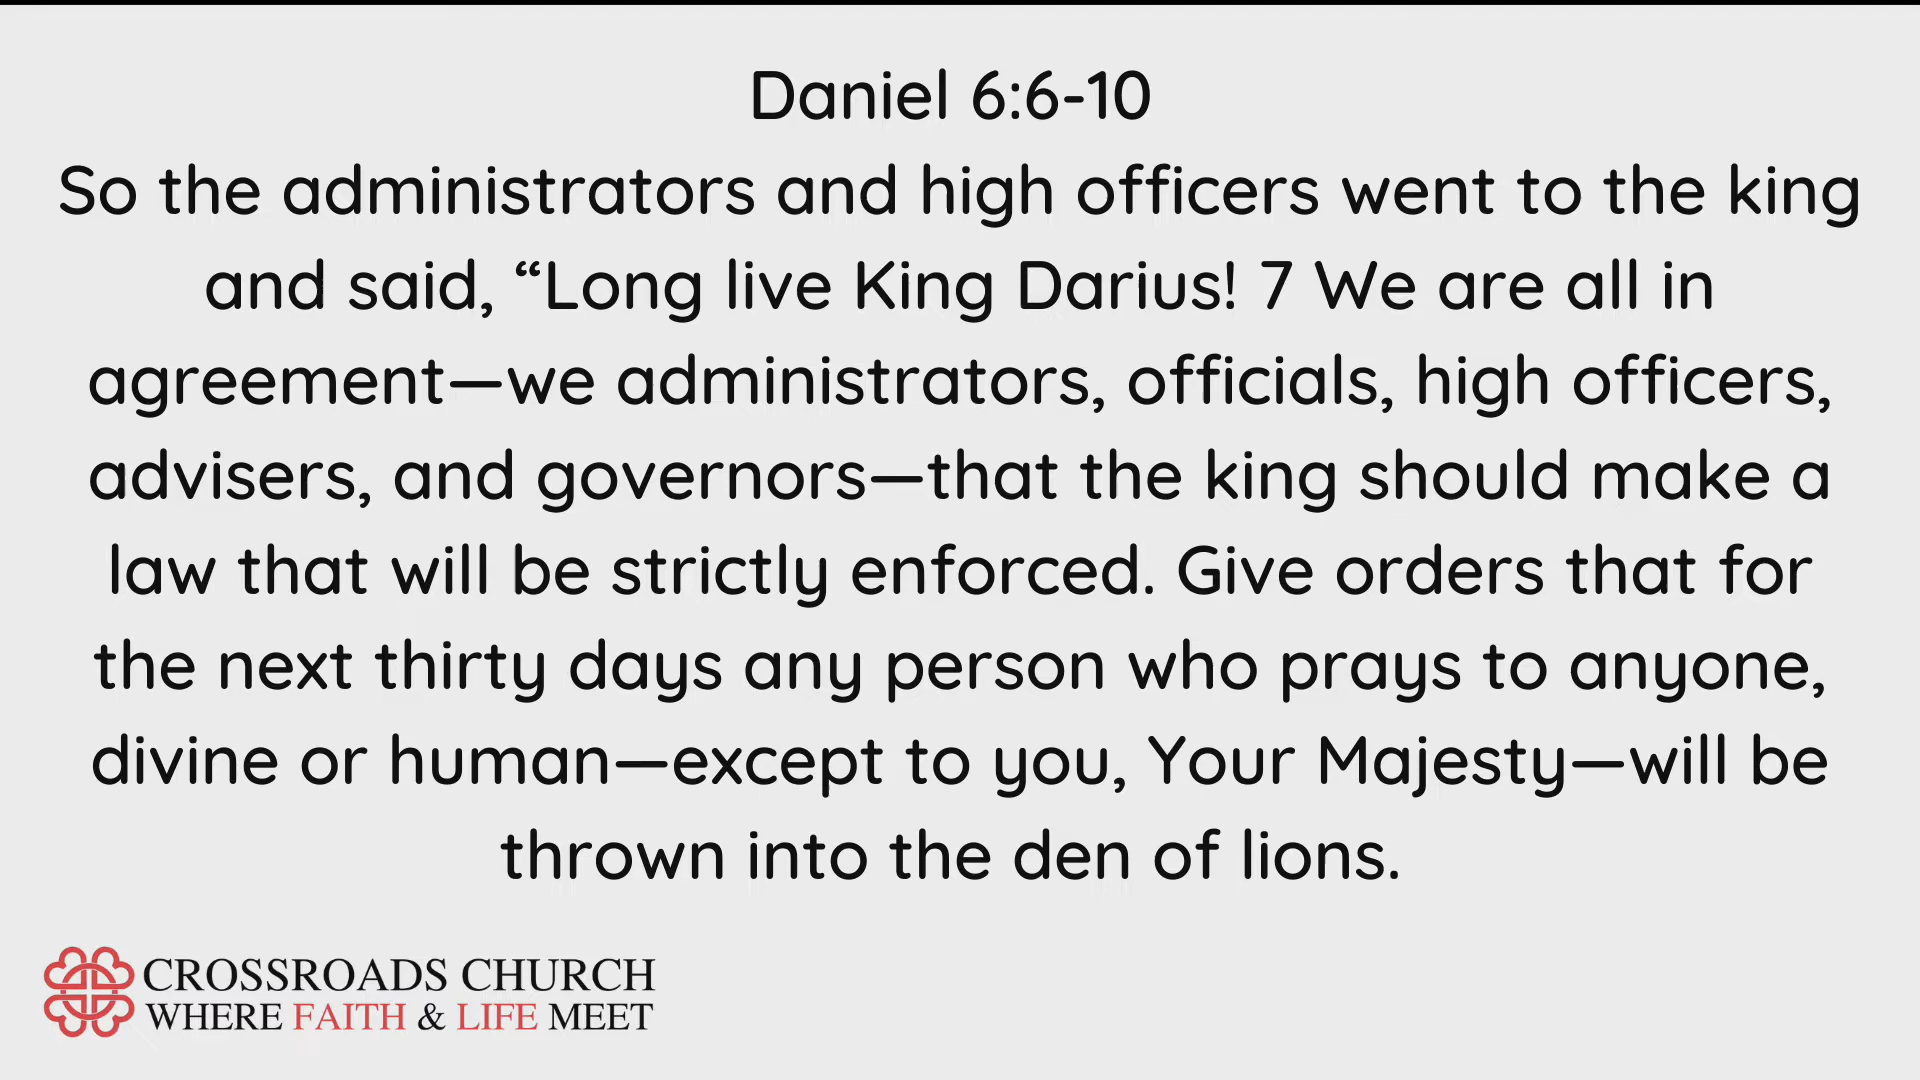 Daniel 6:6-10
So the administrators and high officers went to the king
and said, “Long live King Darius! 7 We are all in
agreement—we administrators, officials, high officers,
advisers, and governors—that the king should make a
law that will be strictly enforced. Give orders that for
the next thirty days any person who prays to anyone,
divine or human—except to you, Your Majesty—will be
thrown into the den of lions.
CROSSROADS CHURCH
WHERE FAITH & LIFE MEET